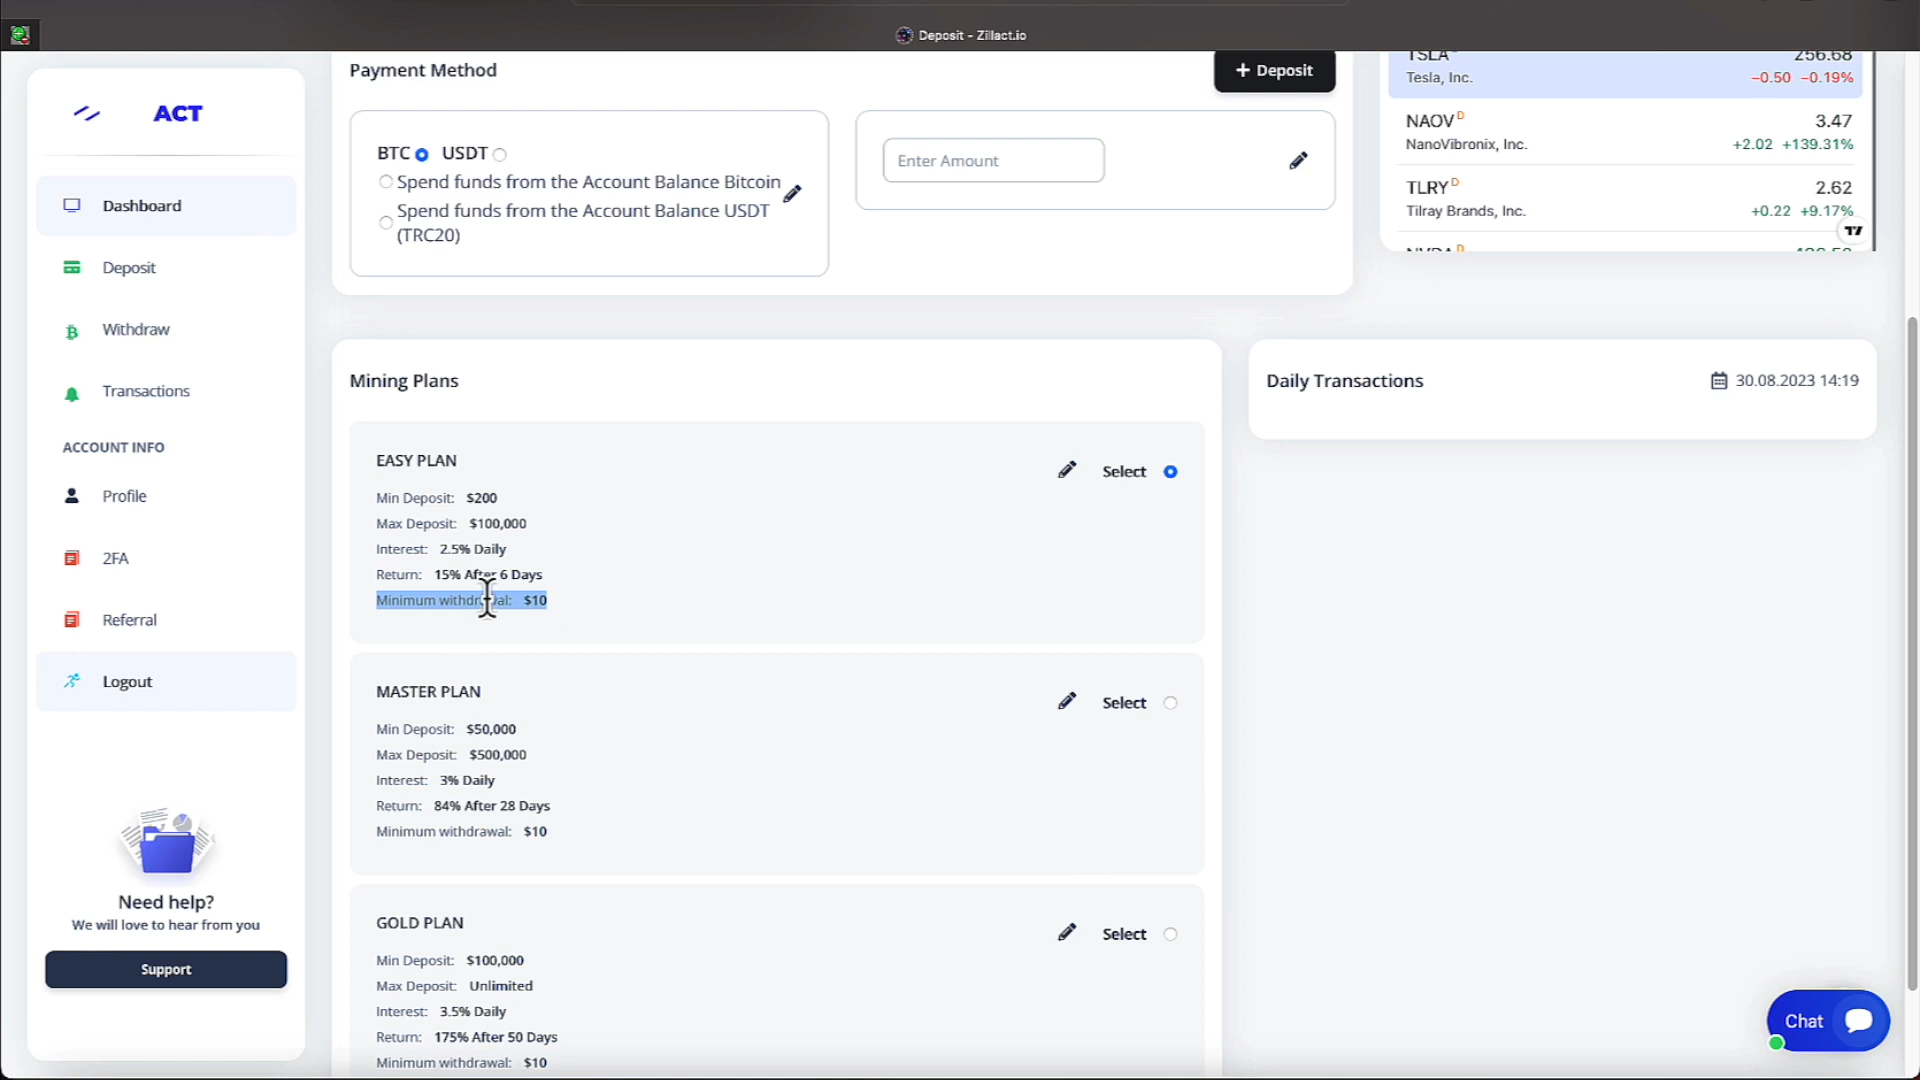 Deposit - Zillact.io
ACT
Dashboard
Deposit
Withdraw
Transactions
ACCOUNT INFO
Profile
2FA
Referral
Logout
Need help?
We will love to hear from you
Support
Payment Method
+ Deposit
BTC USDT
Spend funds from the Account Balance Bitcoin
Spend funds from the Account Balance USDT
(TRC20)
Enter Amount
TSLA D 256.68
Tesla, Inc. −0.50 −0.19%
NAOV D 3.47
NanoVibronix, Inc. +2.02 +139.31%
TLRY D 2.62
Tilray Brands, Inc. +0.22 +9.17%
Mining Plans
EASY PLAN
Select
Min Deposit: $200
Max Deposit: $100,000
Interest: 2.5% Daily
Return: 15% After 6 Days
Minimum withdrawal: $10
MASTER PLAN
Select
Min Deposit: $50,000
Max Deposit: $500,000
Interest: 3% Daily
Return: 84% After 28 Days
Minimum withdrawal: $10
GOLD PLAN
Select
Min Deposit: $100,000
Max Deposit: Unlimited
Interest: 3.5% Daily
Return: 175% After 50 Days
Minimum withdrawal: $10
Daily Transactions
30.08.2023 14:19
Chat